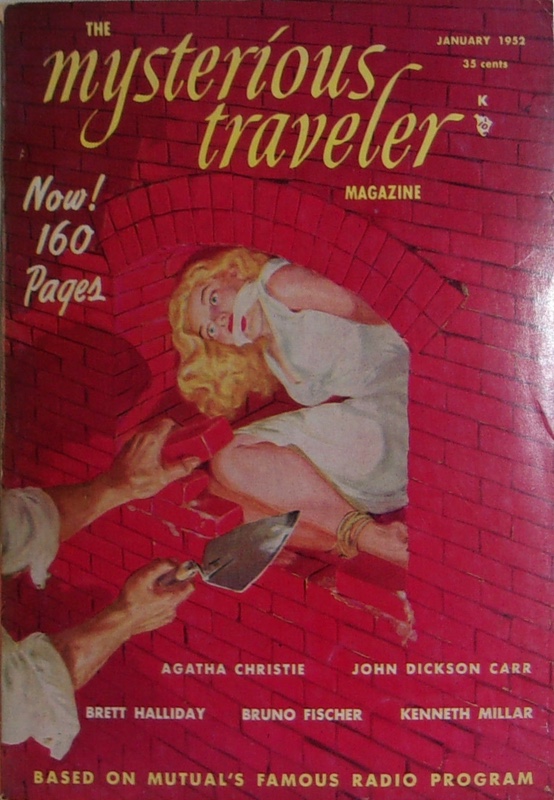 THE
mysterious
traveler
MAGAZINE
JANUARY 1952
35 cents
K
Now!
160
Pages
AGATHA CHRISTIE JOHN DICKSON CARR
BRETT HALLIDAY BRUNO FISCHER KENNETH MILLAR
BASED ON MUTUAL'S FAMOUS RADIO PROGRAM